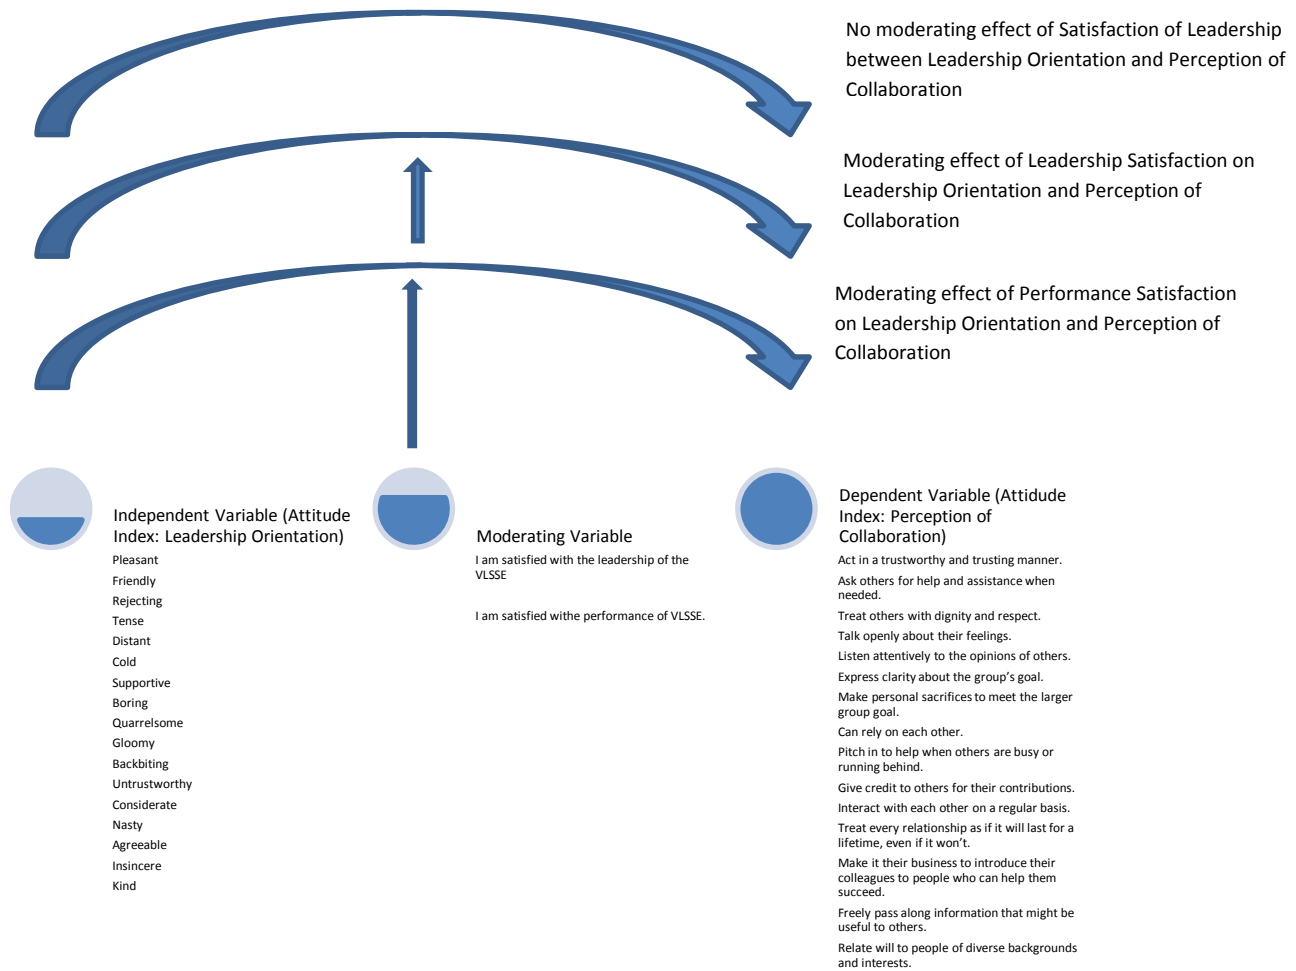 No moderating effect of Satisfaction of Leadership
between Leadership Orientation and Perception of
Collaboration
Moderating effect of Leadership Satisfaction on
Leadership Orientation and Perception of
Collaboration
Moderating effect of Performance Satisfaction
on Leadership Orientation and Perception of
Collaboration
Independent Variable (Attitude
Index: Leadership Orientation)
Pleasant
Friendly
Rejecting
Tense
Distant
Cold
Supportive
Boring
Quarrelsome
Gloomy
Backbiting
Untrustworthy
Considerate
Nasty
Agreeable
Insincere
Kind
Moderating Variable
I am satisfied with the leadership of the
VLSSE
I am satisfied withe performance of VLSSE.
Dependent Variable (Attidude
Index: Perception of
Collaboration)
Act in a trustworthy and trusting manner.
Ask others for help and assistance when
needed.
Treat others with dignity and respect.
Talk openly about their feelings.
Listen attentively to the opinions of others.
Express clarity about the group’s goal.
Make personal sacrifices to meet the larger
group goal.
Can rely on each other.
Pitch in to help when others are busy or
running behind.
Give credit to others for their contributions.
Interact with each other on a regular basis.
Treat every relationship as if it will last for a
lifetime, even if it won’t.
Make it their business to introduce their
colleagues to people who can help them
succeed.
Freely pass along information that might be
useful to others.
Relate will to people of diverse backgrounds
and interests.